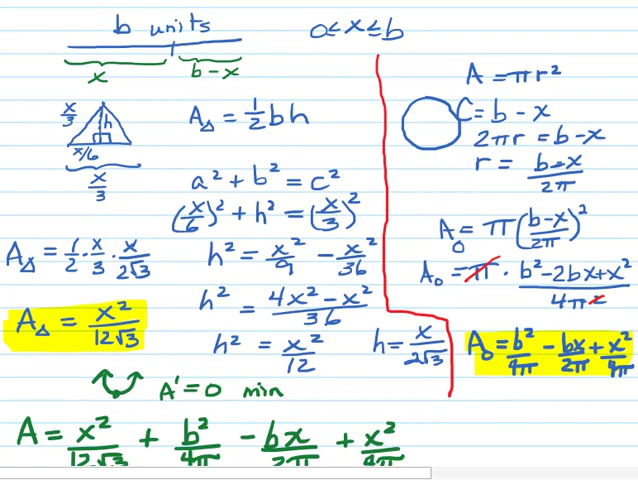 b units
0 ≤ x ≤ b
x
b - x
x/3
h
x/6
x/3
A△ = 1/2 b h
a² + b² = c²
(x/6)² + h² = (x/3)²
h² = x²/9 - x²/36
h² = 4x² - x²/36
h² = x²/12
h = x/2√3
A△ = 1/2 · x/3 · x/2√3
A△ = x²/12√3
A = πr²
C = b - x
2πr = b - x
r = b - x/2π
A○ = π(b - x/2π)²
A○ = π · b² - 2bx + x²/4π²
A○ = b²/4π - bx/2π + x²/4π
A' = 0 min
A = x²/12√3 + b²/4π - bx/2π + x²/4π